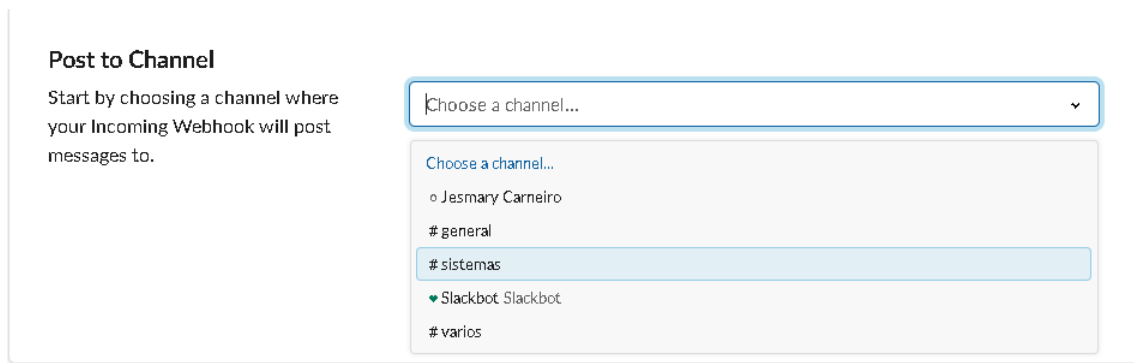 Post to Channel
Start by choosing a channel where
your Incoming Webhook will post
messages to.
Choose a channel...
Choose a channel...
Jesmary Carneiro
# general
# sistemas
Slackbot Slackbot
# varios